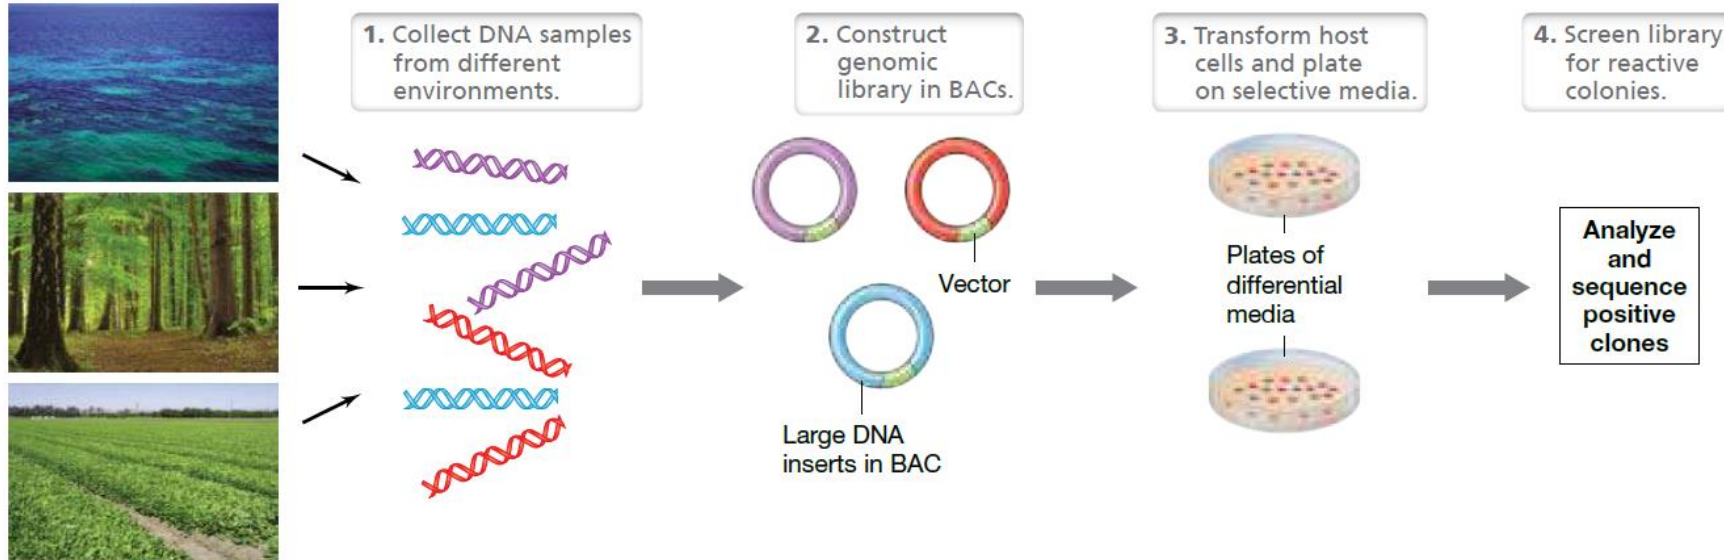 1. Collect DNA samples
from different
environments.
2. Construct
genomic
library in BACs.
3. Transform host
cells and plate
on selective media.
4. Screen library
for reactive
colonies.
Vector
Large DNA
inserts in BAC
Plates of
differential
media
Analyze
and
sequence
positive
clones